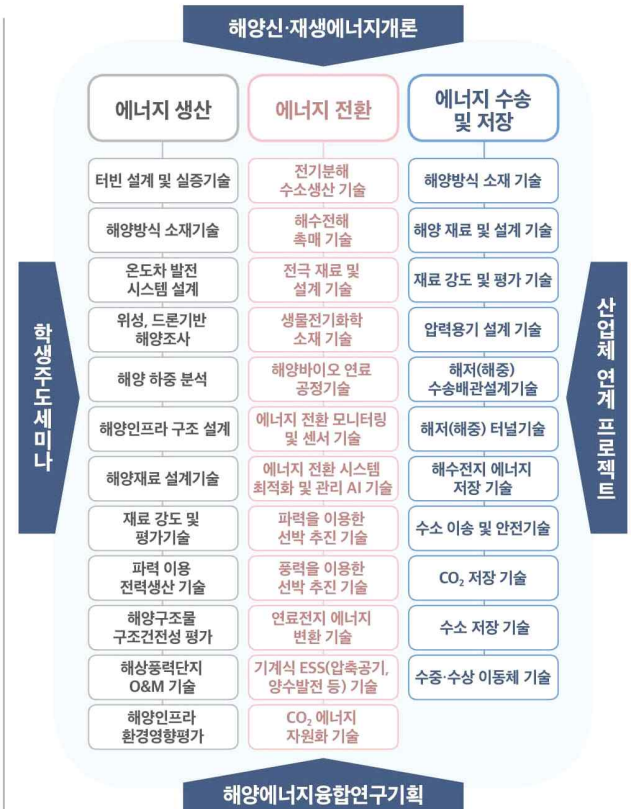 해양신·재생에너지개론
에너지 생산
터빈 설계 및 실증기술
해양방식 소재기술
온도차 발전
시스템 설계
위성, 드론기반
해양조사
해양 하중 분석
해양인프라 구조 설계
해양재료 설계기술
재료 강도 및
평가기술
파력 이용
전력생산 기술
해양구조물
구조건전성 평가
해상풍력단지
O&M 기술
해양인프라
환경영향평가
에너지 전환
전기분해
수소생산 기술
해수전해
촉매 기술
전극 재료 및
설계 기술
생물전기화학
소재 기술
해양바이오 연료
공정기술
에너지 전환 모니터링
및 센서 기술
에너지 전환 시스템
최적화 및 관리 AI 기술
파력을 이용한
선박 추진 기술
풍력을 이용한
선박 추진 기술
연료전지 에너지
변환 기술
기계식 ESS(압축공기,
양수발전 등) 기술
CO₂ 에너지
자원화 기술
에너지 수송
및 저장
해양방식 소재 기술
해양 재료 및 설계 기술
재료 강도 및 평가 기술
압력용기 설계 기술
해저(해중)
수송배관설계기술
해저(해중) 터널기술
해수전지 에너지
저장 기술
수소 이송 및 안전기술
CO₂ 저장 기술
수소 저장 기술
수중·수상 이동체 기술
학생주도세미나
산업체 연계 프로젝트
해양에너지융합연구기획